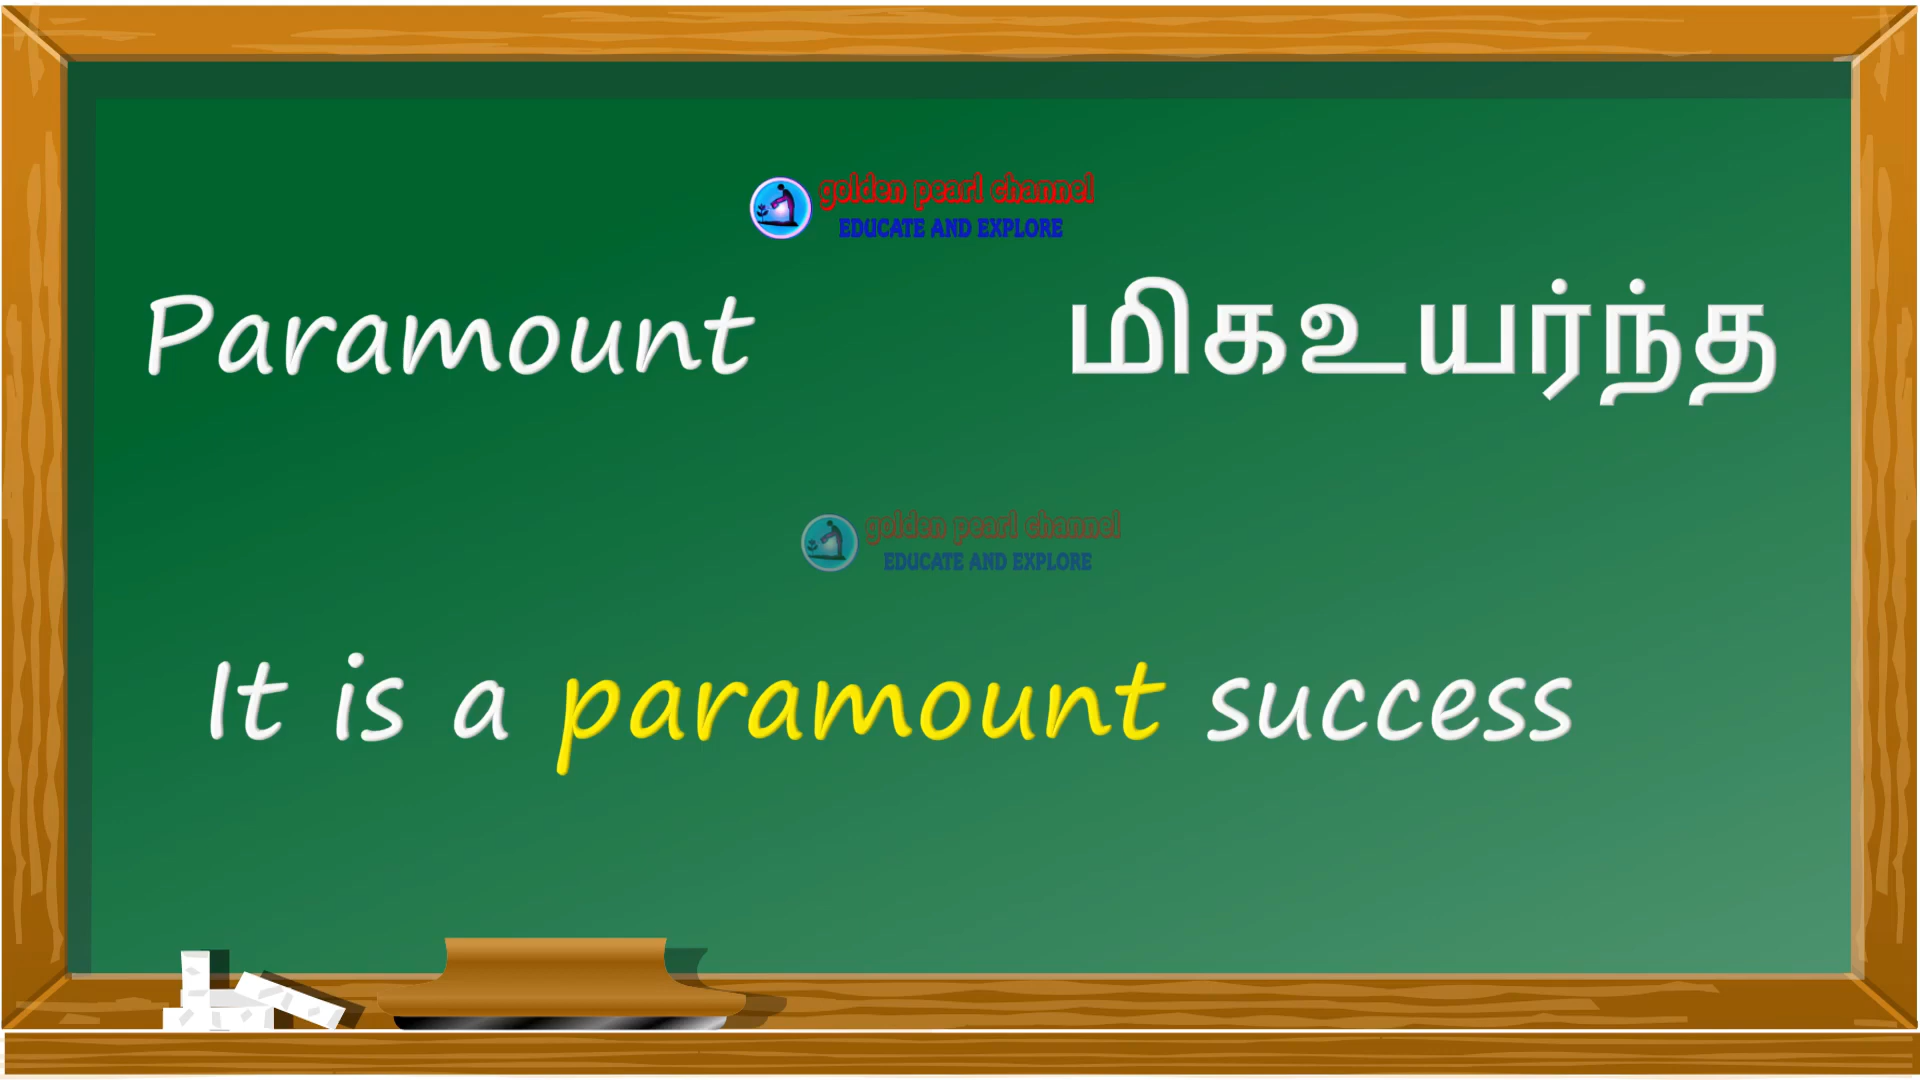 golden pearl channel
EDUCATE AND EXPLORE
Paramount மிகஉயர்ந்த
golden pearl channel
EDUCATE AND EXPLORE
It is a paramount success